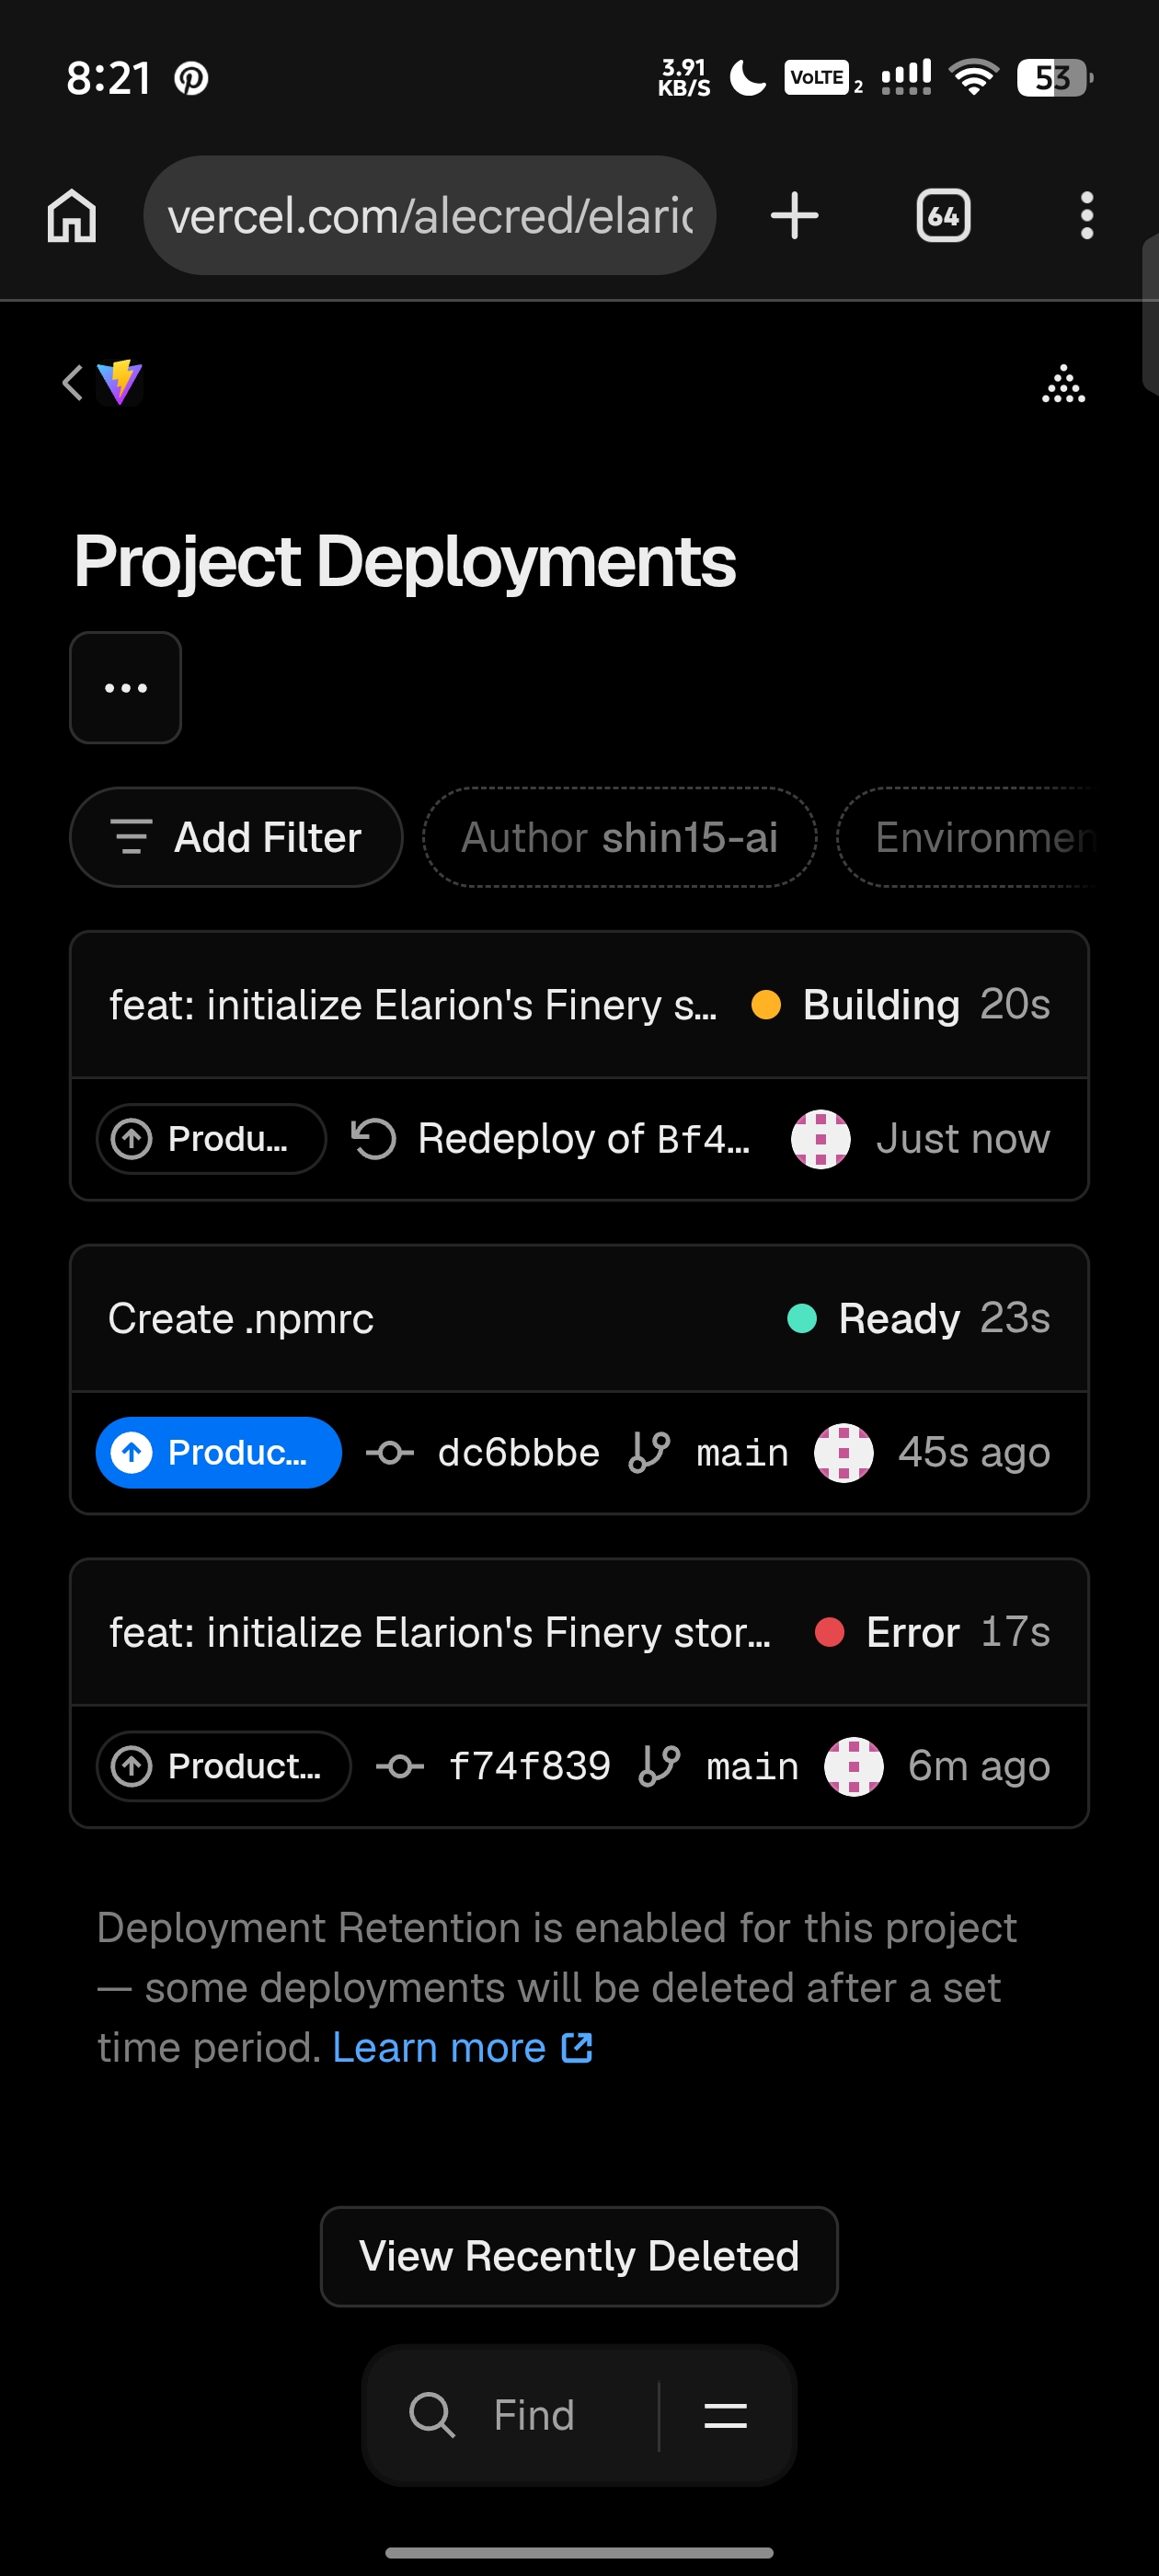 8:21
3.91
KB/S
VoLTE 2
53
vercel.com/alecred/elaric
64
Project Deployments
Add Filter
Author shin15-ai
Environmen
feat: initialize Elarion's Finery s... Building 20s
Produ... Redeploy of Bf4... Just now
Create .npmrc Ready 23s
Produc... dc6bbbe main 45s ago
feat: initialize Elarion's Finery stor... Error 17s
Product... f74f839 main 6m ago
Deployment Retention is enabled for this project
— some deployments will be deleted after a set
time period. Learn more
View Recently Deleted
Find